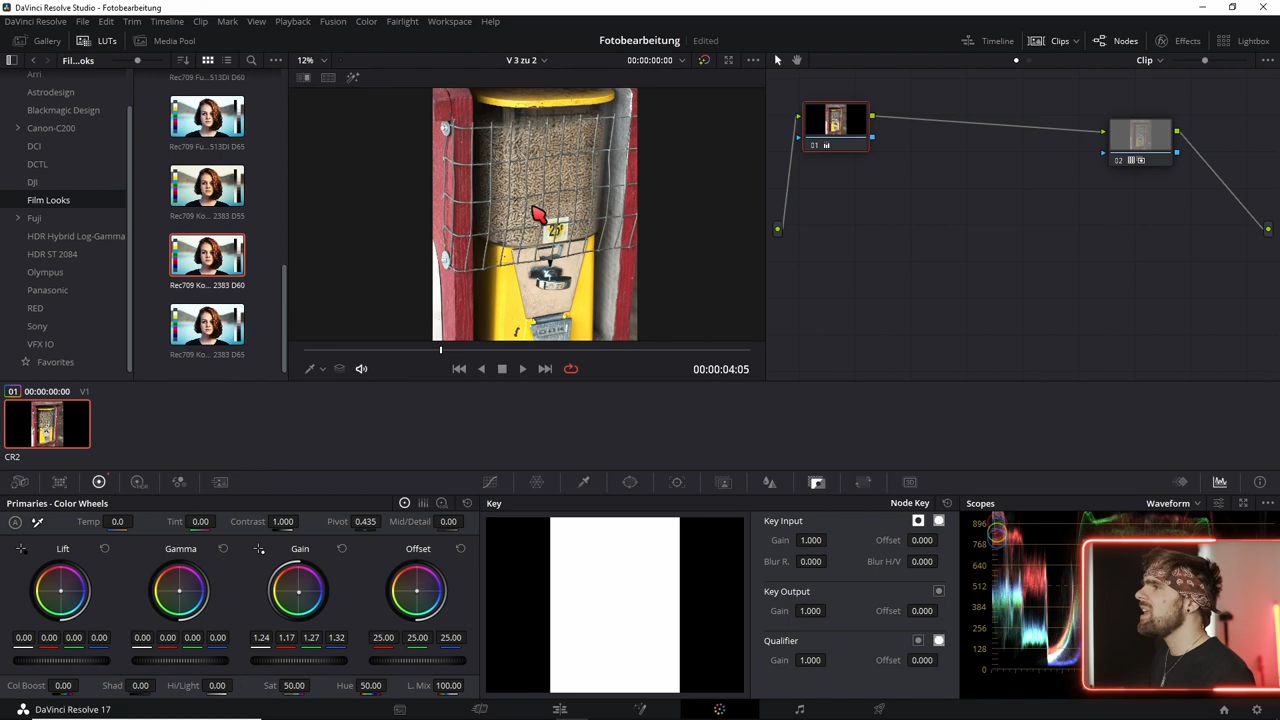 DaVinci Resolve Studio - Fotobearbeitung
DaVinci Resolve File Edit Trim Timeline Clip Mark View Playback Fusion Color Fairlight Workspace Help
Gallery LUTs Media Pool Fotobearbeitung Edited Timeline Clips Nodes Effects Lightbox
Fil...oks 12% V 3 zu 2 00:00:00:00 Clip
Arri
Astrodesign
Blackmagic Design
Canon-C200
DCI
DCTL
DJI
Film Looks
Fuji
HDR Hybrid Log-Gamma
HDR ST 2084
Olympus
Panasonic
RED
Sony
VFX IO
Favorites
Rec709 Fu...513DI D60
Rec709 Fu...513DI D65
Rec709 Ko... 2383 D55
Rec709 Ko... 2383 D60
Rec709 Ko... 2383 D65
25¢
01
02
00:00:04:05
01 00:00:00:00 V1
CR2
Primaries - Color Wheels
Temp 0.0 Tint 0.00 Contrast 1.000 Pivot 0.435 Mid/Detail 0.00
Lift Gamma Gain Offset
0.00 0.00 0.00 0.00 0.00 0.00 0.00 0.00 1.24 1.17 1.27 1.32 25.00 25.00 25.00
Col Boost 0.00 Shad 0.00 Hi/Light 0.00 Sat 50.00 Hue 50.00 L. Mix 100.00
Key Node Key
Key Input
Gain 1.000 Offset 0.000
Blur R. 0.000 Blur H/V 0.000
Key Output
Gain 1.000 Offset 0.000
Qualifier
Gain 1.000 Offset 0.000
Scopes Waveform
896
768
640
512
384
256
128
0
DaVinci Resolve 17